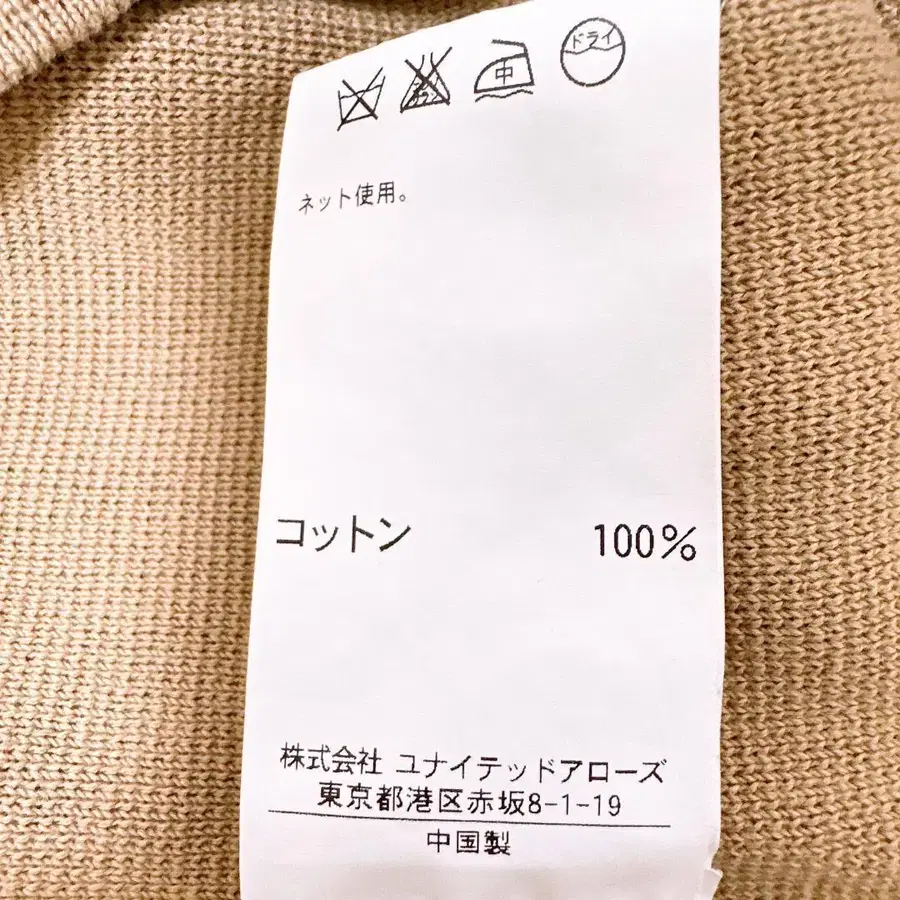 中 ドライ
ネット使用。
コットン 100%
株式会社 ユナイテッドアローズ
東京都港区赤坂8-1-19
中国製